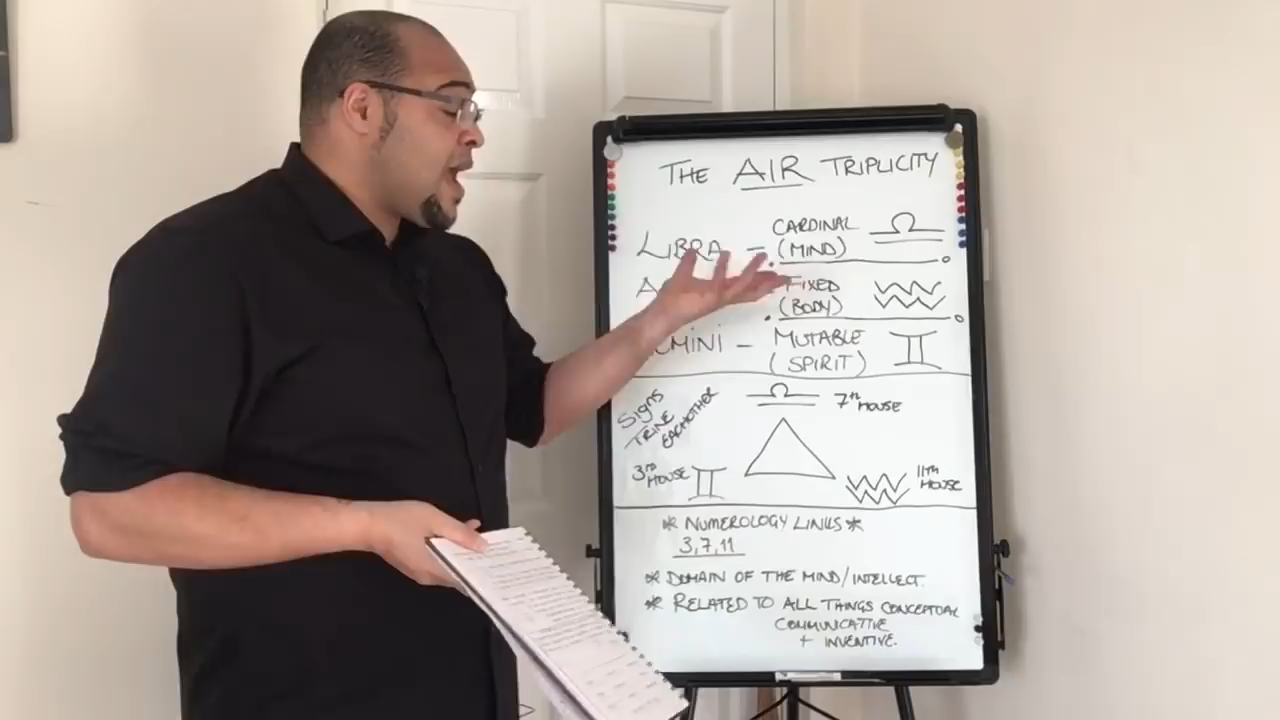 THE AIR TRIPLICITY
LIBRA - CARDINAL
(MIND)
FIXED
(BODY)
- MUTABLE
(SPIRIT)
Signs
TRINE
EACHOTHER
7TH HOUSE
3RD
HOUSE
11TH
HOUSE
* NUMEROLOGY LINKS *
3, 7, 11
* DOMAIN OF THE MIND/INTELLECT.
* RELATED TO ALL THINGS CONCEPTUAL
COMMUNICATIVE
+ INVENTIVE.